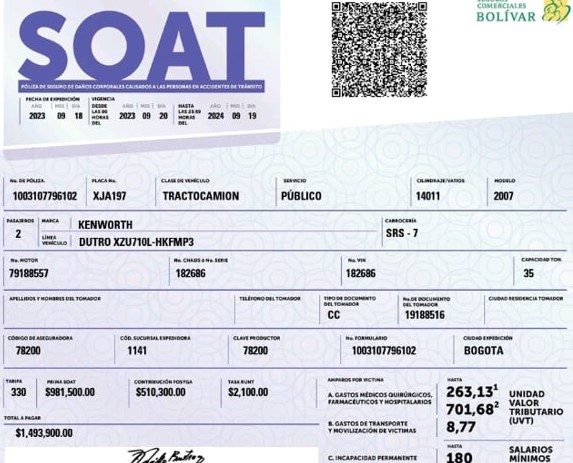 SEGUROS
COMERCIALES
BOLÍVAR
SOAT
PÓLIZA DE SEGURO DE DAÑOS CORPORALES CAUSADOS A LAS PERSONAS EN ACCIDENTES DE TRÁNSITO
FECHA DE EXPEDICIÓN
AÑO MES DÍA
2023 09 18
VIGENCIA
DESDE LAS 00 HORAS DEL
AÑO MES DÍA
2023 09 20
HASTA LAS 23:59 HORAS DEL
AÑO MES DÍA
2024 09 19
No. DE PÓLIZA. PLACA No. CLASE DE VEHÍCULO SERVICIO CILINDRAJE/VATIOS MODELO
1003107796102 XJA197 TRACTOCAMION PÚBLICO 14011 2007
PASAJEROS MARCA CARROCERÍA
2 KENWORTH SRS - 7
LÍNEA VEHÍCULO DUTRO XZU710L-HKFMP3
No. MOTOR No. CHASIS ó No. SERIE No. VIN CAPACIDAD TON.
79188557 182686 182686 35
APELLIDOS Y NOMBRES DEL TOMADOR TELÉFONO DEL TOMADOR TIPO DE DOCUMENTO DEL TOMADOR No. DE DOCUMENTO DEL TOMADOR CIUDAD RESIDENCIA TOMADOR
CC 19188516
CÓDIGO DE ASEGURADORA CÓD. SUCURSAL EXPEDIDORA CLAVE PRODUCTOR No. FORMULARIO CIUDAD EXPEDICIÓN
78200 1141 78200 1003107796102 BOGOTA
TARIFA PRIMA SOAT CONTRIBUCIÓN FOSYGA TASA RUNT
330 $981,500.00 $510,300.00 $2,100.00
TOTAL A PAGAR
$1,493,900.00
AMPAROS POR VICTIMA HASTA
A. GASTOS MÉDICOS QUIRÚRGICOS, FARMACÉUTICOS Y HOSPITALARIOS
263,13¹
701,68²
B. GASTOS DE TRANSPORTE Y MOVILIZACIÓN DE VICTIMAS
8,77
UNIDAD
VALOR
TRIBUTARIO
(UVT)
C. INCAPACIDAD PERMANENTE
HASTA
180
SALARIOS
MÍNIMOS